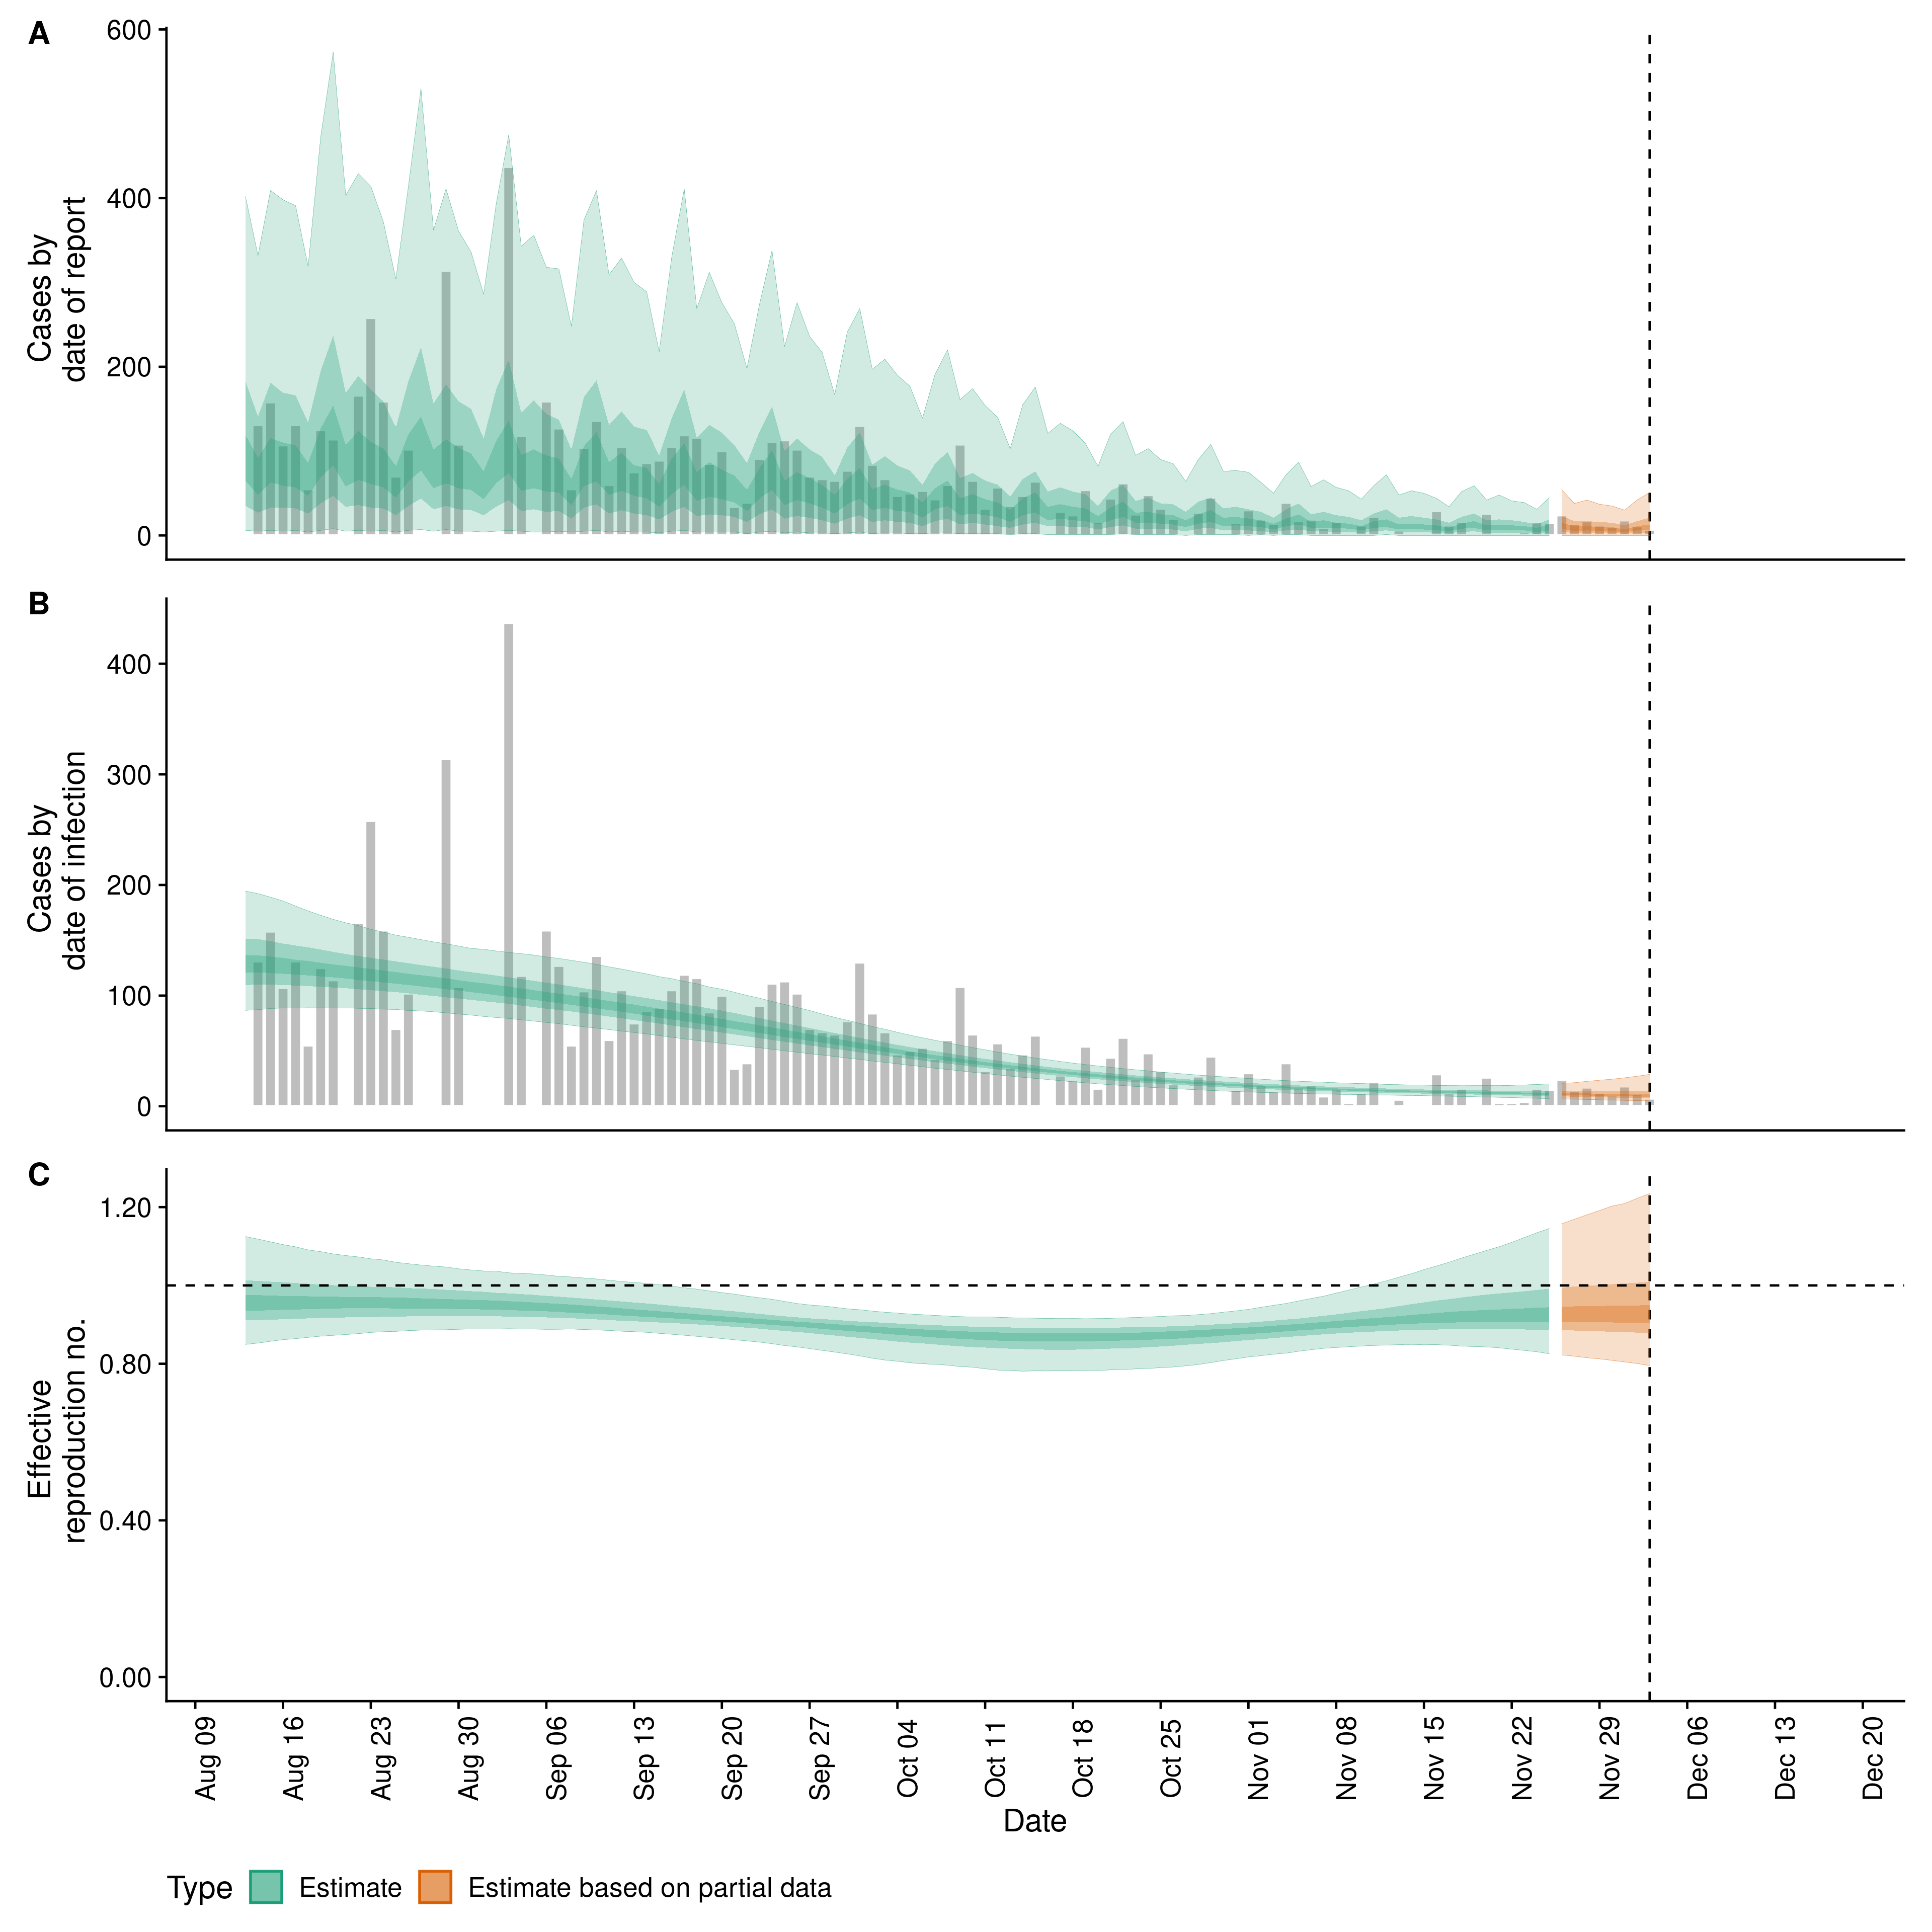 A
600
400
200
0
Cases by
date of report
B
400
300
200
100
0
Cases by
date of infection
C
1.20
0.80
0.40
0.00
Effective
reproduction no.
Aug 09
Aug 16
Aug 23
Aug 30
Sep 06
Sep 13
Sep 20
Sep 27
Oct 04
Oct 11
Oct 18
Oct 25
Nov 01
Nov 08
Nov 15
Nov 22
Nov 29
Dec 06
Dec 13
Dec 20
Date
Type Estimate Estimate based on partial data